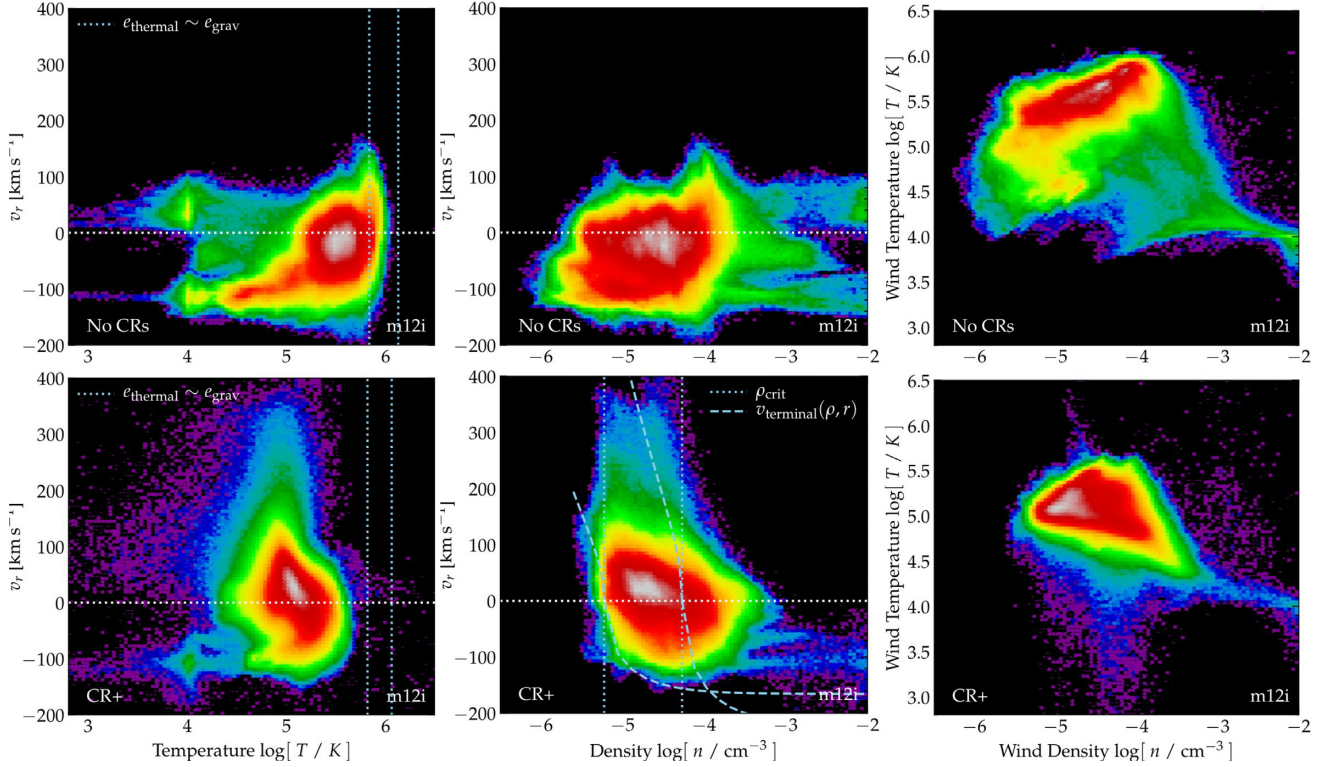 400
300
200
100
0
−100
−200
v_r [km s⁻¹]
e_thermal ∼ e_grav
No CRs
m12i
3 4 5 6
400
300
200
100
0
−100
−200
v_r [km s⁻¹]
No CRs
m12i
−6 −5 −4 −3 −2
6.5
6.0
5.5
5.0
4.5
4.0
3.5
3.0
Wind Temperature log[ T / K ]
No CRs
m12i
−6 −5 −4 −3 −2
400
300
200
100
0
−100
−200
v_r [km s⁻¹]
e_thermal ∼ e_grav
CR+
m12i
3 4 5 6
Temperature log[ T / K ]
400
300
200
100
0
−100
−200
v_r [km s⁻¹]
ρ_crit
v_terminal(ρ, r)
CR+
m12i
−6 −5 −4 −3 −2
Density log[ n / cm⁻³ ]
6.5
6.0
5.5
5.0
4.5
4.0
3.5
3.0
Wind Temperature log[ T / K ]
CR+
m12i
−6 −5 −4 −3 −2
Wind Density log[ n / cm⁻³ ]